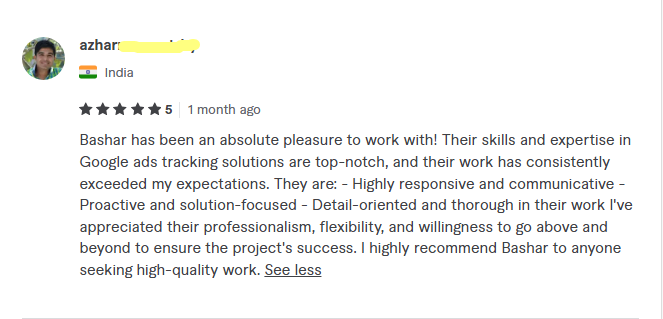 azhar
India
5 1 month ago
Bashar has been an absolute pleasure to work with! Their skills and expertise in
Google ads tracking solutions are top-notch, and their work has consistently
exceeded my expectations. They are: - Highly responsive and communicative -
Proactive and solution-focused - Detail-oriented and thorough in their work I've
appreciated their professionalism, flexibility, and willingness to go above and
beyond to ensure the project's success. I highly recommend Bashar to anyone
seeking high-quality work. See less